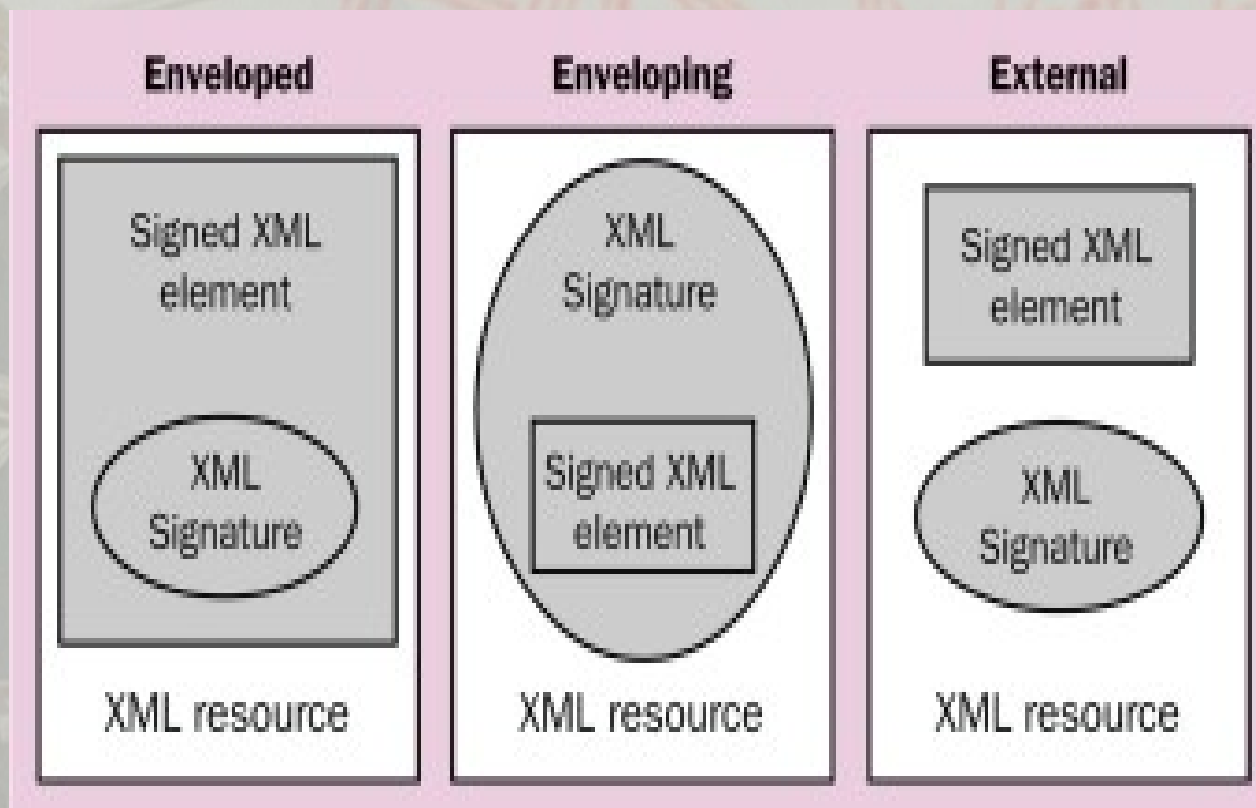 Enveloped
Signed XML
element
XML
Signature
XML resource
Enveloping
XML
Signature
Signed XML
element
XML resource
External
Signed XML
element
XML
Signature
XML resource